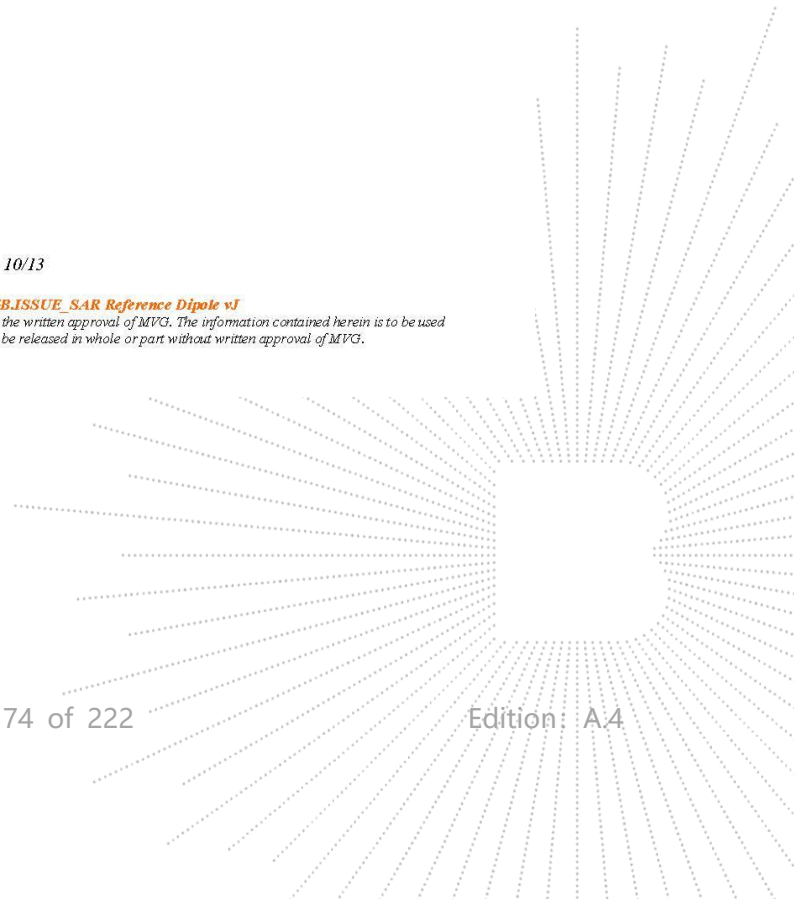 10/13
B.ISSUE_SAR Reference Dipole vJ
the written approval of MVG. The information contained herein is to be used
be released in whole or part without written approval of MVG.
74 of 222 Edition: A.4